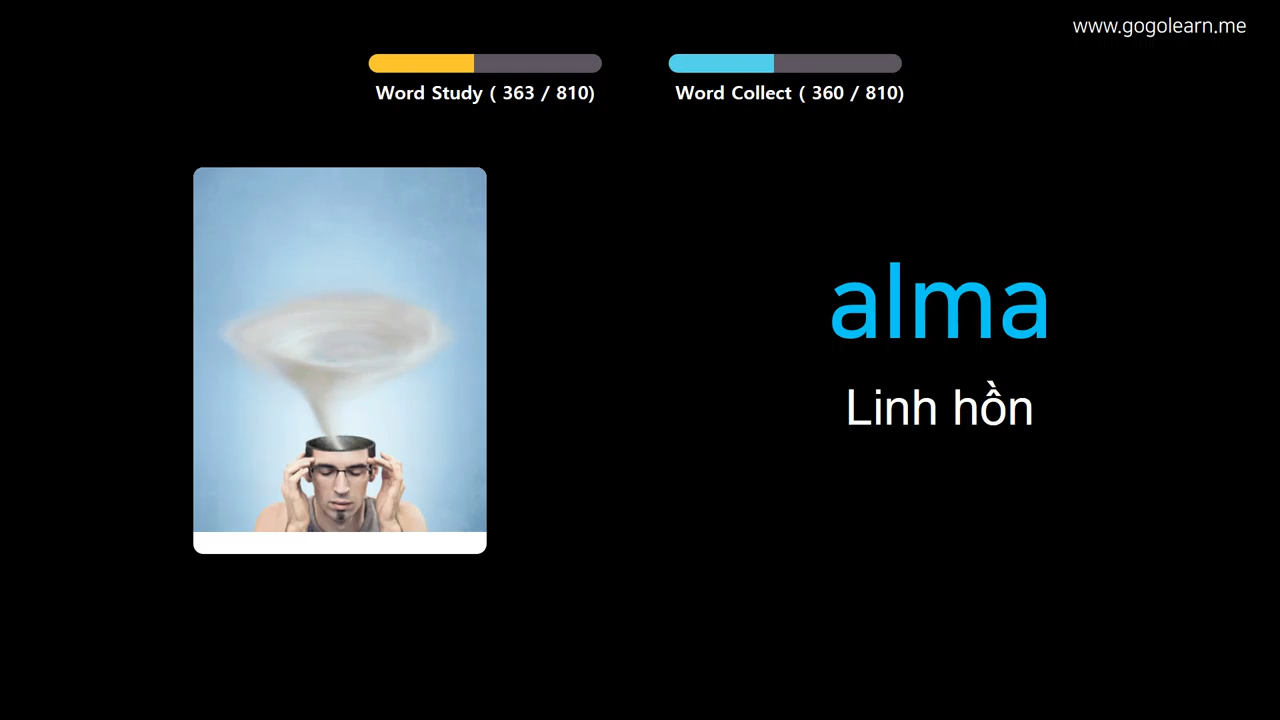 www.gogolearn.me
Word Study ( 363 / 810)
Word Collect ( 360 / 810)
alma
Linh hồn